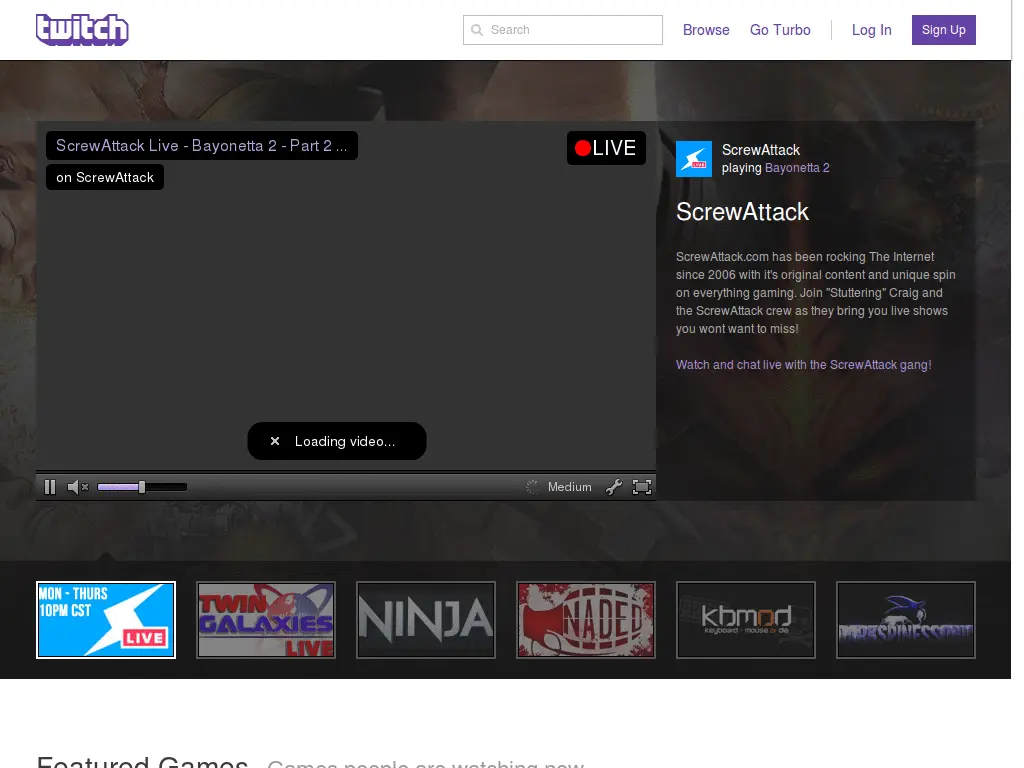 twitch
Search
Browse
Go Turbo
Log In
Sign Up
ScrewAttack Live - Bayonetta 2 - Part 2 ...
on ScrewAttack
LIVE
ScrewAttack
playing Bayonetta 2
ScrewAttack
ScrewAttack.com has been rocking The Internet
since 2006 with it's original content and unique spin
on everything gaming. Join "Stuttering" Craig and
the ScrewAttack crew as they bring you live shows
you wont want to miss!
Watch and chat live with the ScrewAttack gang!
Loading video...
Medium
MON - THURS
10PM CST
LIVE
TWIN
GALAXIES
LIVE
NINJA
NADED
kbmod
keyboard + mouse or die
Featured Games
Games people are watching now